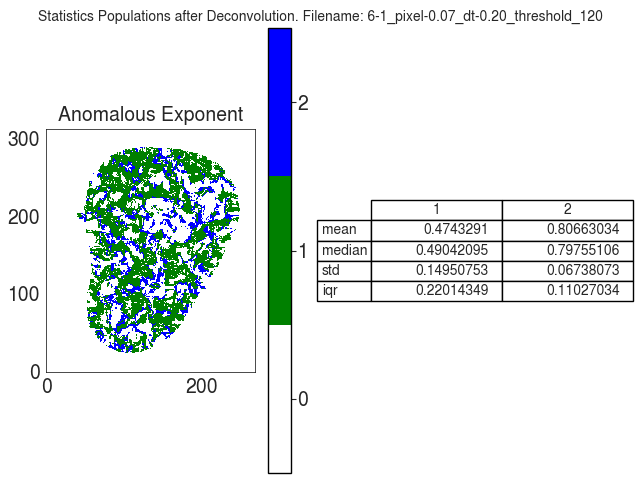 Statistics Populations after Deconvolution. Filename: 6-1_pixel-0.07_dt-0.20_threshold_120
Anomalous Exponent
300
200
100
0
0 200
2
1
0
1 2
mean 0.4743291 0.80663034
median 0.49042095 0.79755106
std 0.14950753 0.06738073
iqr 0.22014349 0.11027034